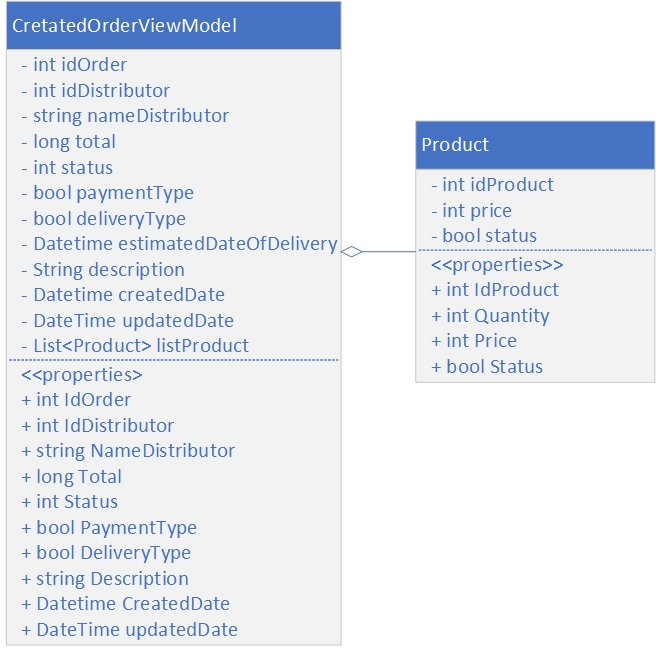 CretatedOrderViewModel
- int idOrder
- int idDistributor
- string nameDistributor
- long total
- int status
- bool paymentType
- bool deliveryType
- Datetime estimatedDateOfDelivery
- String description
- Datetime createdDate
- DateTime updatedDate
- List<Product> listProduct
<<properties>
+ int IdOrder
+ int IdDistributor
+ string NameDistributor
+ long Total
+ int Status
+ bool PaymentType
+ bool DeliveryType
+ string Description
+ Datetime CreatedDate
+ DateTime updatedDate
Product
- int idProduct
- int price
- bool status
<<properties>>
+ int IdProduct
+ int Quantity
+ int Price
+ bool Status